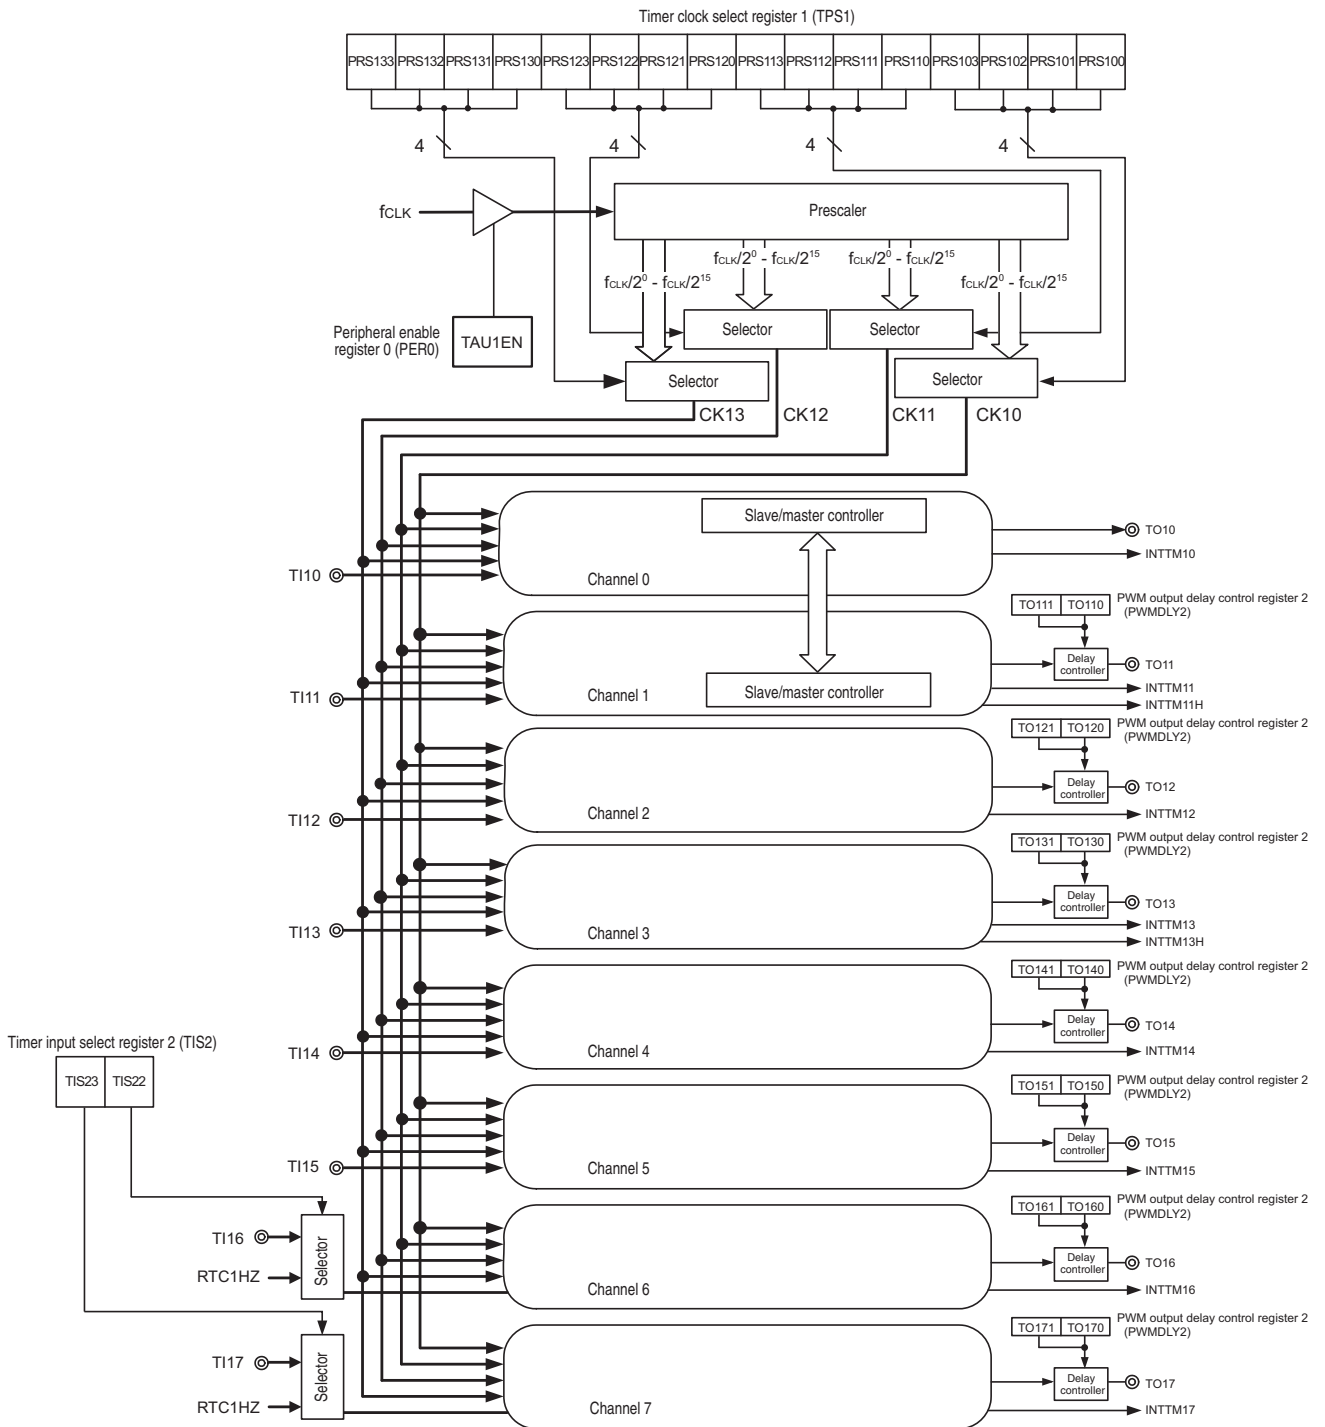 Timer clock select register 1 (TPS1)
PRS133 PRS132 PRS131 PRS130 PRS123 PRS122 PRS121 PRS120 PRS113 PRS112 PRS111 PRS110 PRS103 PRS102 PRS101 PRS100
4 4 4 4
fCLK
Prescaler
fCLK/2⁰ - fCLK/2¹⁵ fCLK/2⁰ - fCLK/2¹⁵
fCLK/2⁰ - fCLK/2¹⁵ fCLK/2⁰ - fCLK/2¹⁵
Peripheral enable
register 0 (PER0)
TAU1EN
Selector Selector
Selector Selector
CK13 CK12 CK11 CK10
Slave/master controller
TO10
INTTM10
TI10
Channel 0
TO111 TO110
PWM output delay control register 2
(PWMDLY2)
Delay
controller
TO11
TI11
Channel 1
Slave/master controller
INTTM11
INTTM11H
TO121 TO120
PWM output delay control register 2
(PWMDLY2)
Delay
controller
TO12
TI12
Channel 2
INTTM12
TO131 TO130
PWM output delay control register 2
(PWMDLY2)
Delay
controller
TO13
TI13
Channel 3
INTTM13
INTTM13H
TO141 TO140
PWM output delay control register 2
(PWMDLY2)
Delay
controller
TO14
TI14
Channel 4
INTTM14
Timer input select register 2 (TIS2)
TIS23 TIS22
TO151 TO150
PWM output delay control register 2
(PWMDLY2)
Delay
controller
TO15
TI15
Channel 5
INTTM15
TO161 TO160
PWM output delay control register 2
(PWMDLY2)
Delay
controller
TO16
TI16
RTC1HZ
Selector
Channel 6
INTTM16
TO171 TO170
PWM output delay control register 2
(PWMDLY2)
Delay
controller
TO17
TI17
RTC1HZ
Selector
Channel 7
INTTM17